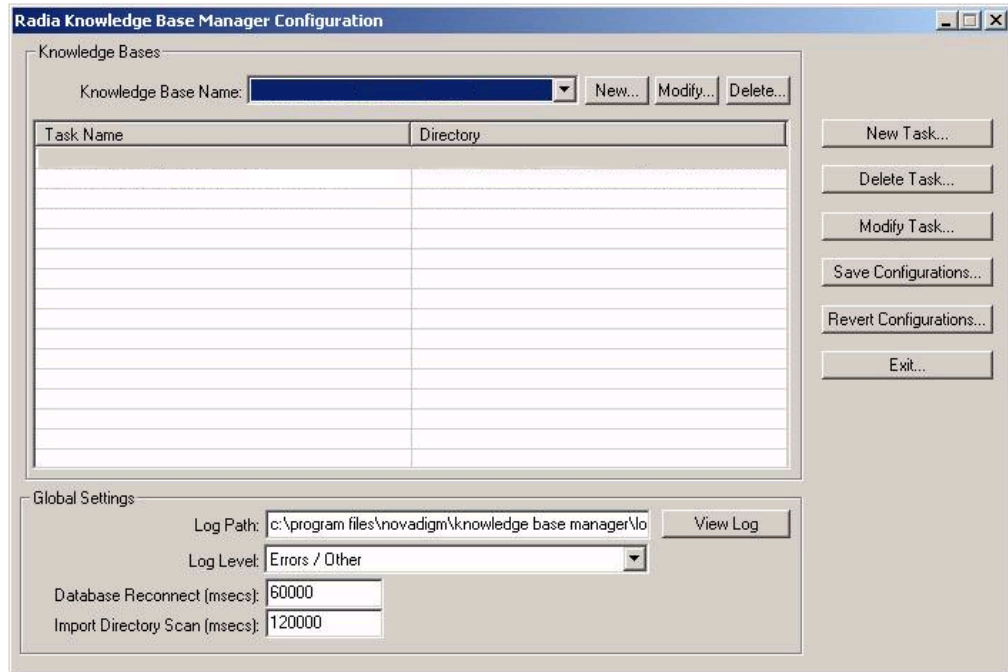 Radia Knowledge Base Manager Configuration
Knowledge Bases
Knowledge Base Name:
New...
Modify...
Delete...
Task Name
Directory
New Task...
Delete Task...
Modify Task...
Save Configurations...
Revert Configurations...
Exit...
Global Settings
Log Path: c:\program files\novadigm\knowledge base manager\lo
View Log
Log Level: Errors / Other
Database Reconnect (msecs): 60000
Import Directory Scan (msecs): 120000